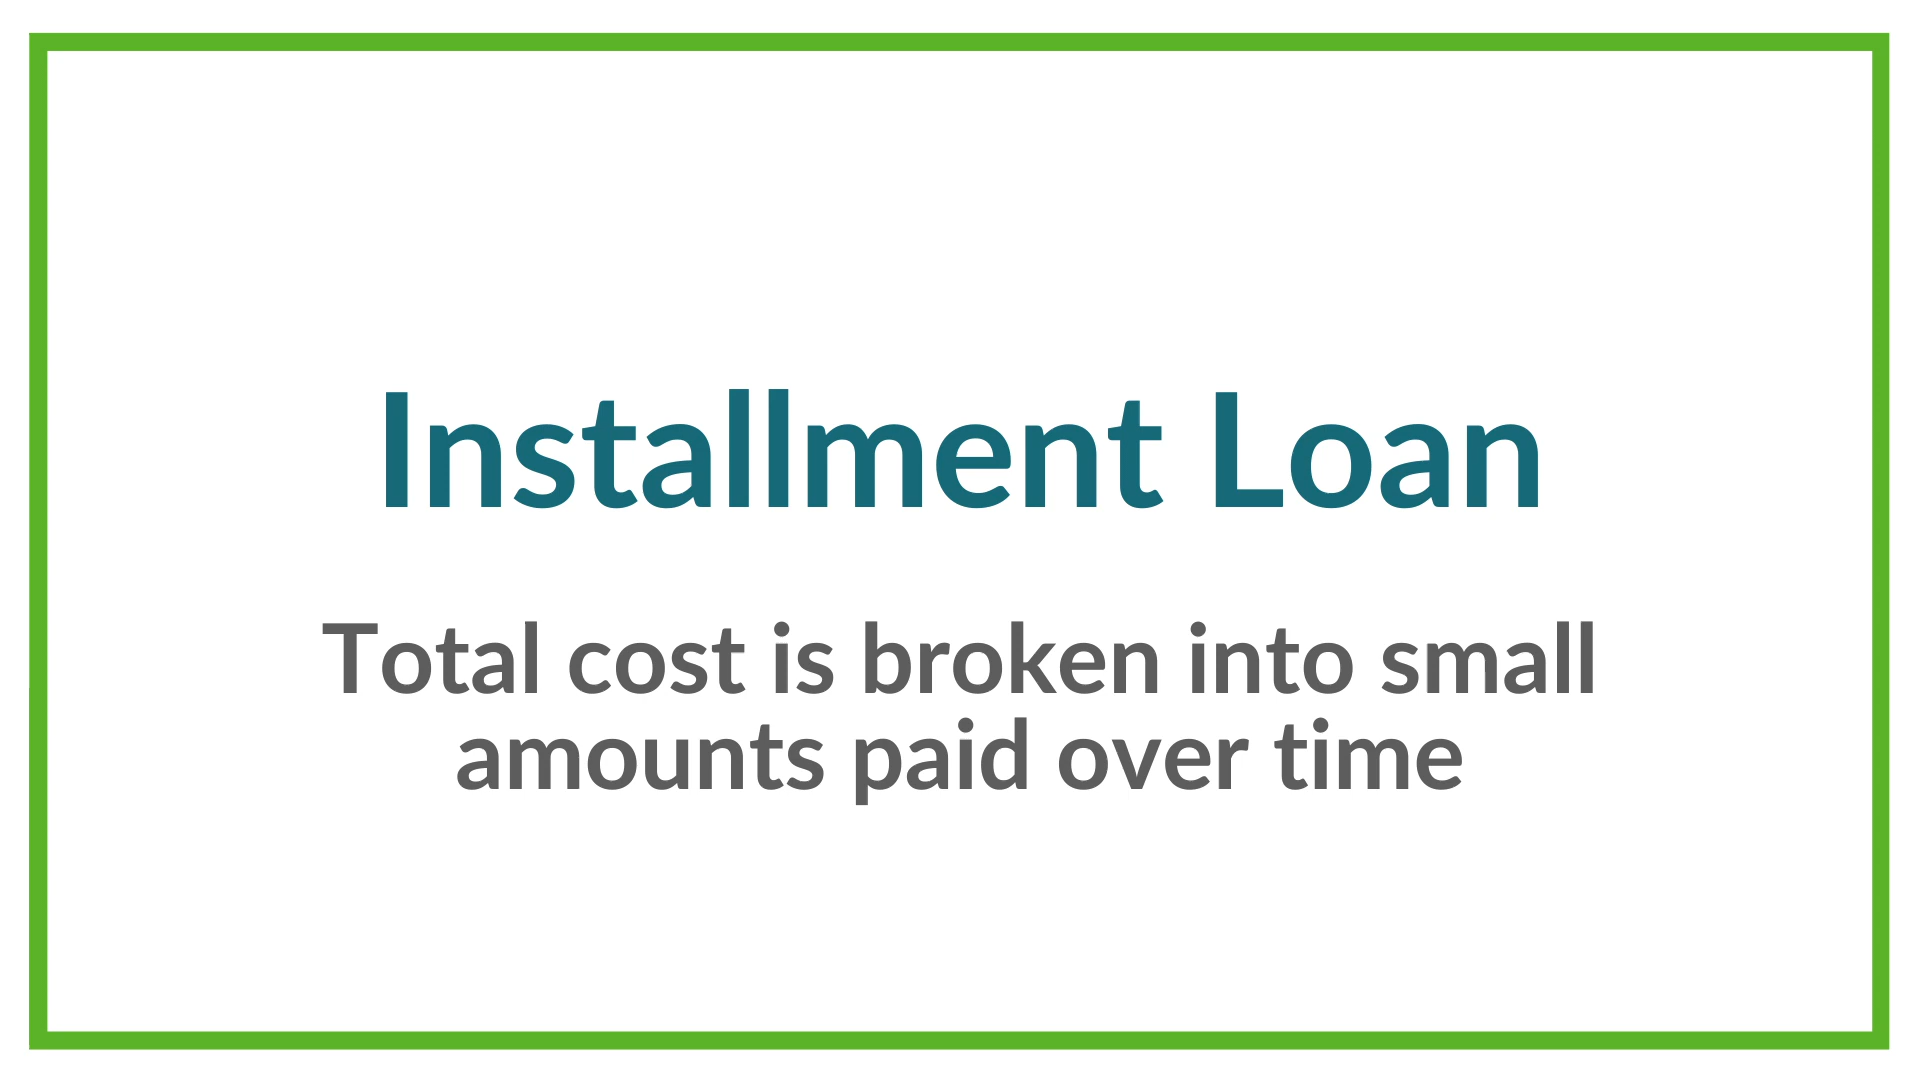 Installment Loan
Total cost is broken into small
amounts paid over time